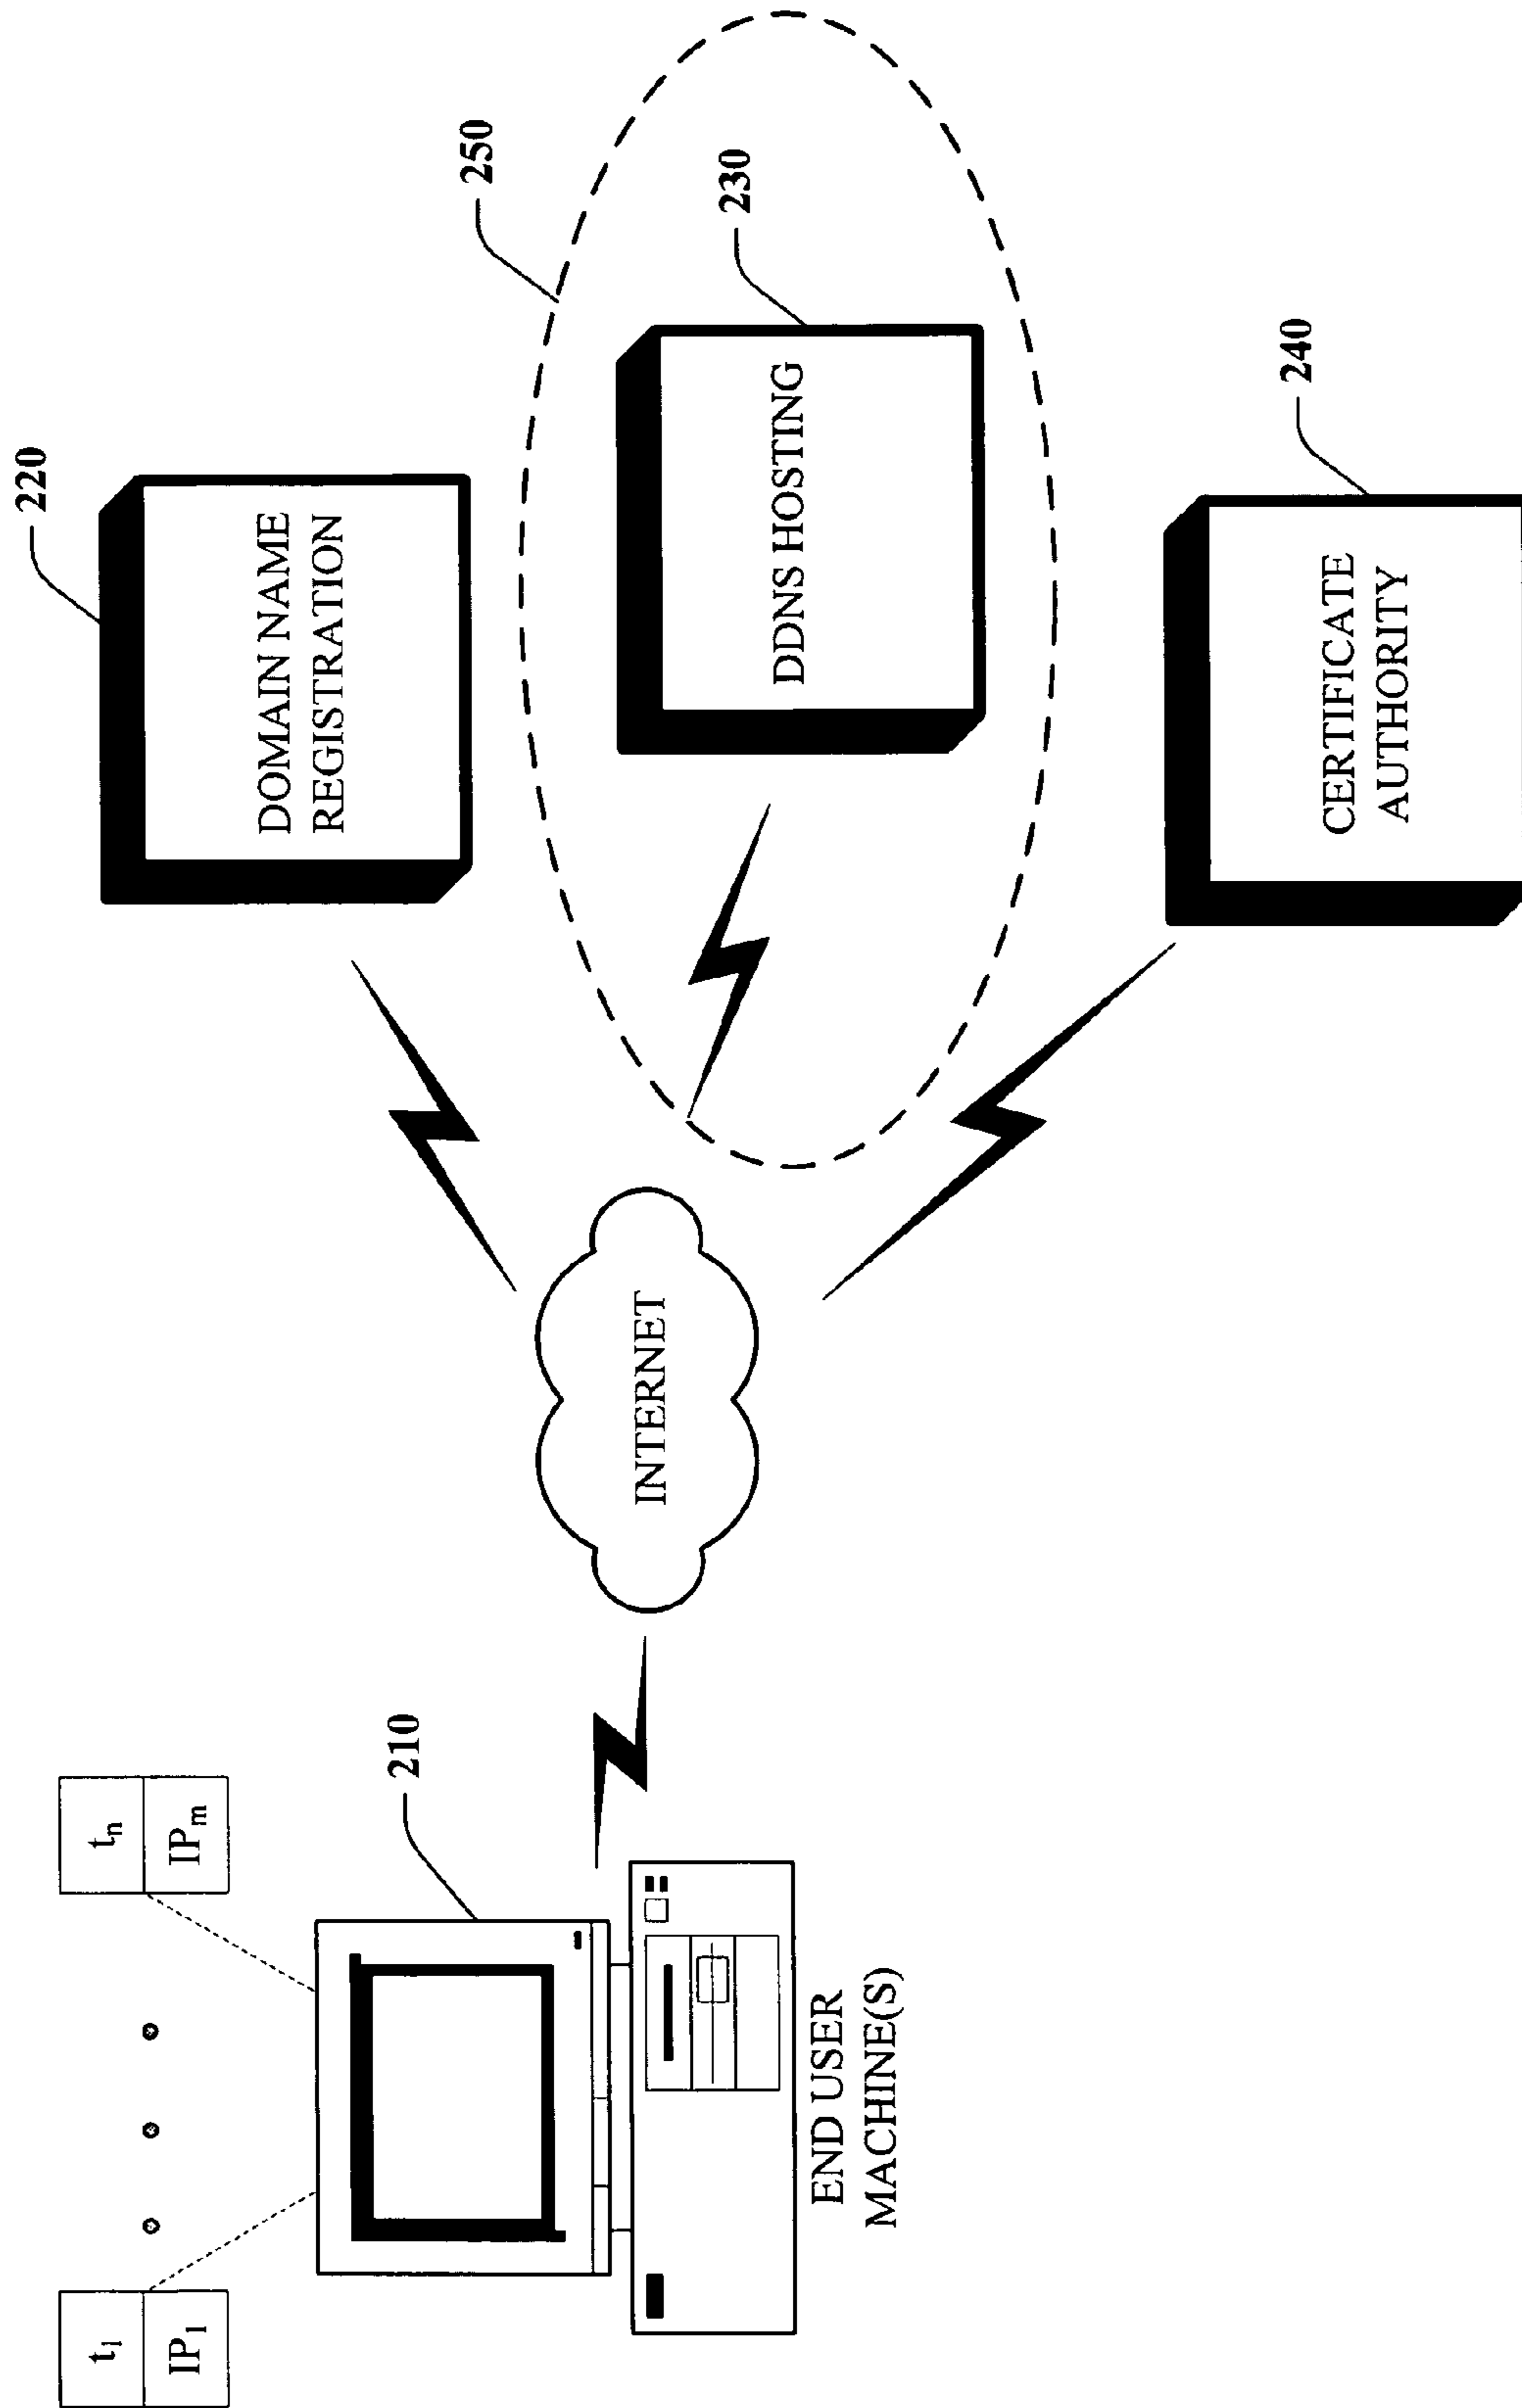 t1
IP1
tn
IPm
210
END USER
MACHINE(S)
INTERNET
220
DOMAIN NAME
REGISTRATION
250
230
DDNS HOSTING
240
CERTIFICATE
AUTHORITY